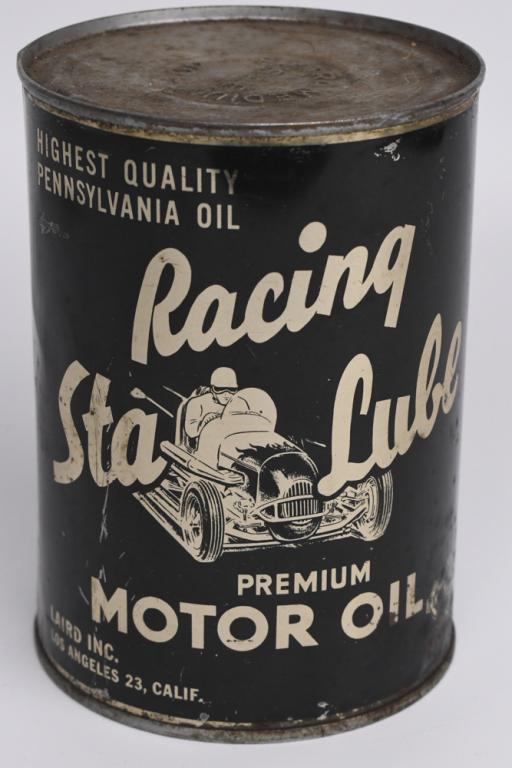 HIGHEST QUALITY
PENNSYLVANIA OIL
Racing
Sta Lube
PREMIUM
MOTOR OIL
LAIRD INC.
LOS ANGELES 23, CALIF.